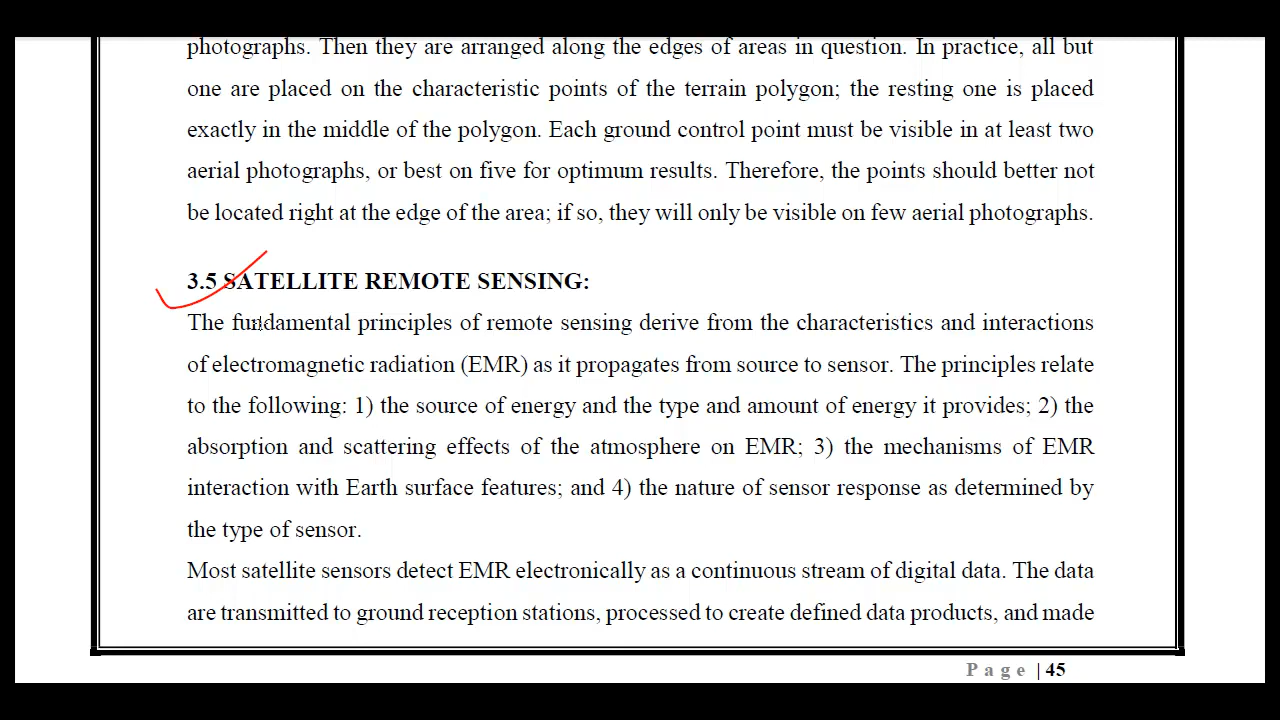 photographs. Then they are arranged along the edges of areas in question. In practice, all but
one are placed on the characteristic points of the terrain polygon; the resting one is placed
exactly in the middle of the polygon. Each ground control point must be visible in at least two
aerial photographs, or best on five for optimum results. Therefore, the points should better not
be located right at the edge of the area; if so, they will only be visible on few aerial photographs.
3.5 SATELLITE REMOTE SENSING:
The fundamental principles of remote sensing derive from the characteristics and interactions
of electromagnetic radiation (EMR) as it propagates from source to sensor. The principles relate
to the following: 1) the source of energy and the type and amount of energy it provides; 2) the
absorption and scattering effects of the atmosphere on EMR; 3) the mechanisms of EMR
interaction with Earth surface features; and 4) the nature of sensor response as determined by
the type of sensor.
Most satellite sensors detect EMR electronically as a continuous stream of digital data. The data
are transmitted to ground reception stations, processed to create defined data products, and made
Page | 45